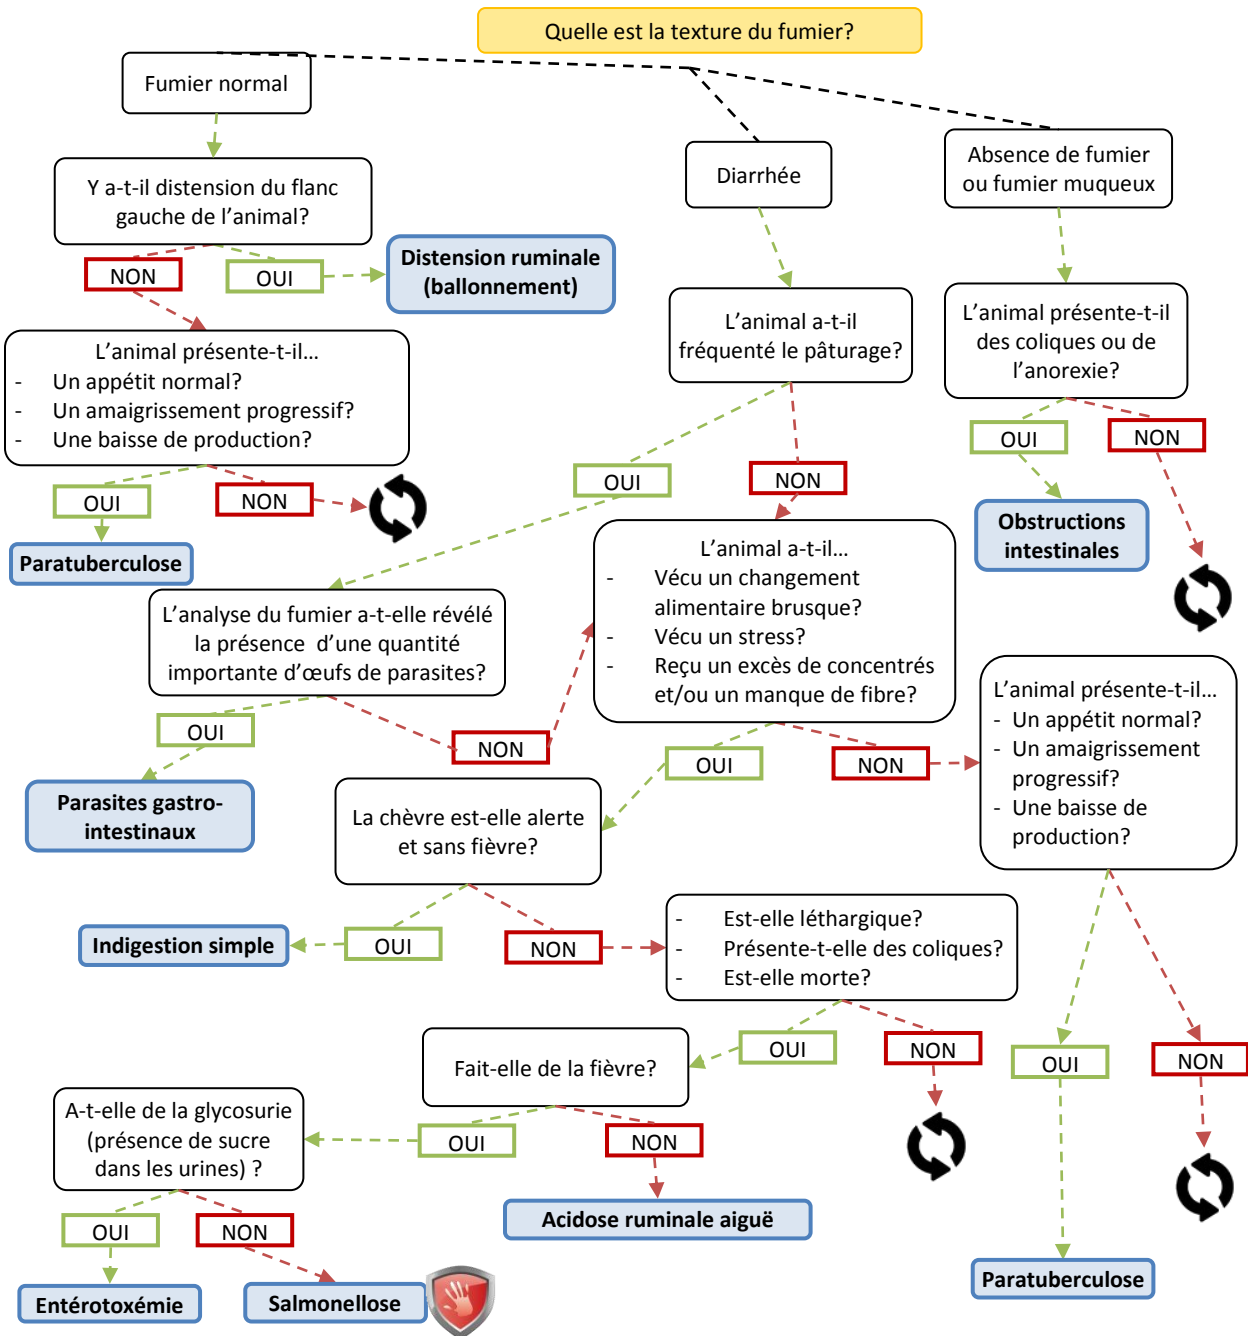 Quelle est la texture du fumier?
Fumier normal
Diarrhée
Absence de fumier
ou fumier muqueux
Y a-t-il distension du flanc
gauche de l'animal?
NON
OUI
Distension ruminale
(ballonnement)
L'animal présente-t-il...
- Un appétit normal?
- Un amaigrissement progressif?
- Une baisse de production?
OUI
NON
Paratuberculose
L'animal a-t-il
fréquenté le pâturage?
OUI
NON
L'animal présente-t-il
des coliques ou de
l'anorexie?
OUI
NON
Obstructions
intestinales
L'analyse du fumier a-t-elle révélé
la présence d'une quantité
importante d'œufs de parasites?
OUI
NON
Parasites gastro-
intestinaux
L'animal a-t-il...
- Vécu un changement
alimentaire brusque?
- Vécu un stress?
- Reçu un excès de concentrés
et/ou un manque de fibre?
OUI
NON
L'animal présente-t-il...
- Un appétit normal?
- Un amaigrissement
progressif?
- Une baisse de
production?
OUI
NON
Paratuberculose
La chèvre est-elle alerte
et sans fièvre?
OUI
NON
Indigestion simple
- Est-elle léthargique?
- Présente-t-elle des coliques?
- Est-elle morte?
OUI
NON
Fait-elle de la fièvre?
OUI
NON
Acidose ruminale aiguë
A-t-elle de la glycosurie
(présence de sucre
dans les urines) ?
OUI
NON
Entérotoxémie
Salmonellose